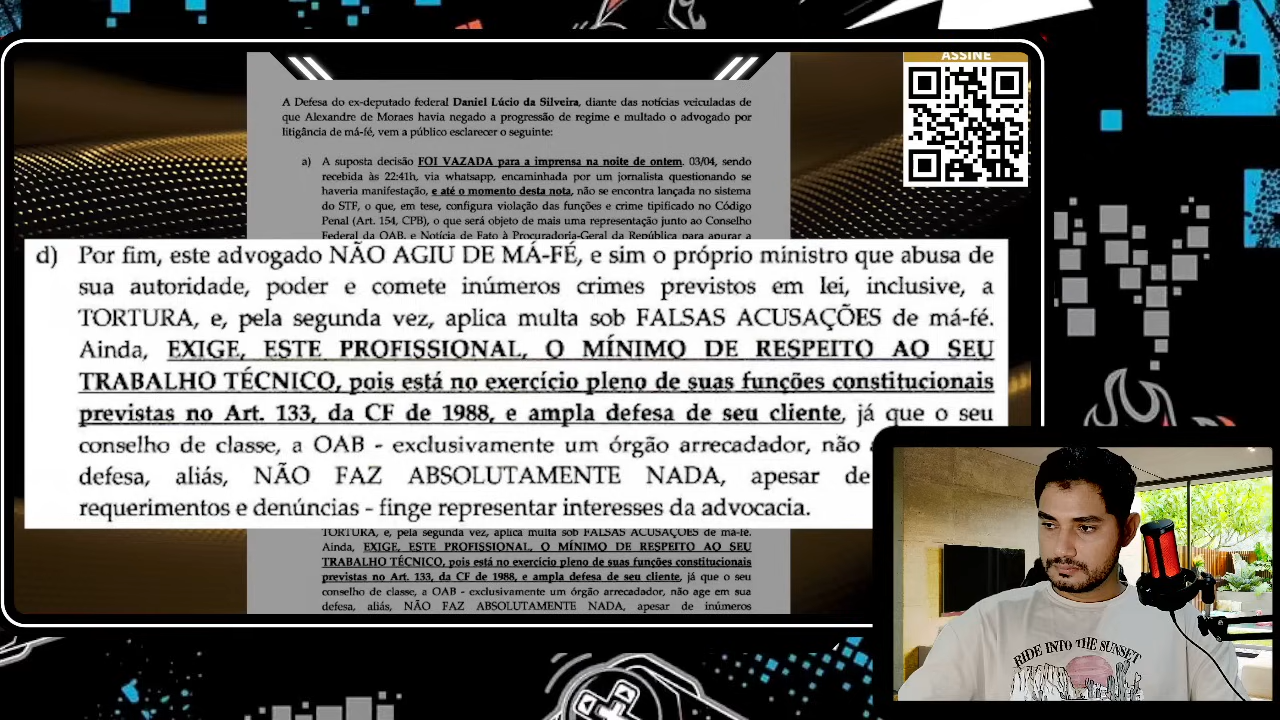 ASSINE
A Defesa do ex-deputado federal Daniel Lúcio da Silveira, diante das notícias veiculadas de
que Alexandre de Moraes havia negado a progressão de regime e multado o advogado por
litigância de má-fé, vem a público esclarecer o seguinte:
a) A suposta decisão FOI VAZADA para a imprensa na noite de ontem, 03/04, sendo
recebida às 22:41h, via whatsapp, encaminhada por um jornalista questionando se
haveria manifestação, e até o momento desta nota, não se encontra lançada no sistema
do STF, o que, em tese, configura violação das funções e crime tipificado no Código
Penal (Art. 154, CPB), o que será objeto de mais uma representação junto ao Conselho
Federal da OAB, e Notícia de Fato à Procuradoria-Geral da República para apurar a
d) Por fim, este advogado NÃO AGIU DE MÁ-FÉ, e sim o próprio ministro que abusa de
sua autoridade, poder e comete inúmeros crimes previstos em lei, inclusive, a
TORTURA, e, pela segunda vez, aplica multa sob FALSAS ACUSAÇÕES de má-fé.
Ainda, EXIGE, ESTE PROFISSIONAL, O MÍNIMO DE RESPEITO AO SEU
TRABALHO TÉCNICO, pois está no exercício pleno de suas funções constitucionais
previstas no Art. 133, da CF de 1988, e ampla defesa de seu cliente, já que o seu
conselho de classe, a OAB - exclusivamente um órgão arrecadador, não
defesa, aliás, NÃO FAZ ABSOLUTAMENTE NADA, apesar de
requerimentos e denúncias - finge representar interesses da advocacia.
TORTURA, e, pela segunda vez, aplica multa sob FALSAS ACUSAÇÕES de má-fé.
Ainda, EXIGE, ESTE PROFISSIONAL, O MÍNIMO DE RESPEITO AO SEU
TRABALHO TÉCNICO, pois está no exercício pleno de suas funções constitucionais
previstas no Art. 133, da CF de 1988, e ampla defesa de seu cliente, já que o seu
conselho de classe, a OAB - exclusivamente um órgão arrecadador, não age em sua
defesa, aliás, NÃO FAZ ABSOLUTAMENTE NADA, apesar de inúmeros
RIDE INTO THE SUNSET